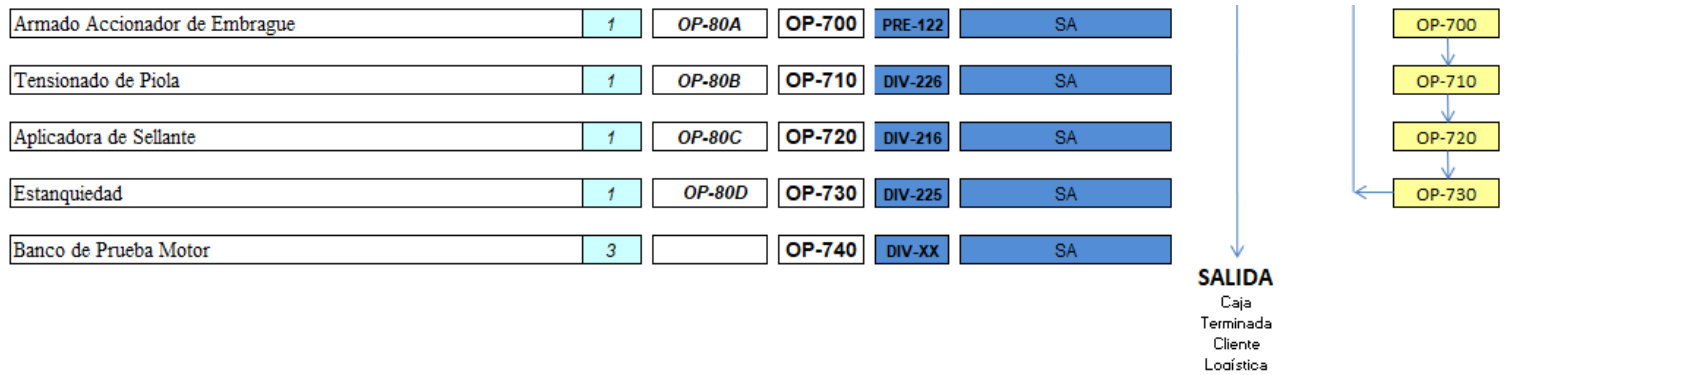 Armado Accionador de Embrague 1 OP-80A OP-700 PRE-122 SA OP-700
Tensionado de Piola 1 OP-80B OP-710 DIV-226 SA OP-710
Aplicadora de Sellante 1 OP-80C OP-720 DIV-216 SA OP-720
Estanquiedad 1 OP-80D OP-730 DIV-225 SA OP-730
Banco de Prueba Motor 3 OP-740 DIV-XX SA
SALIDA
Caja
Terminada
Cliente
Logística